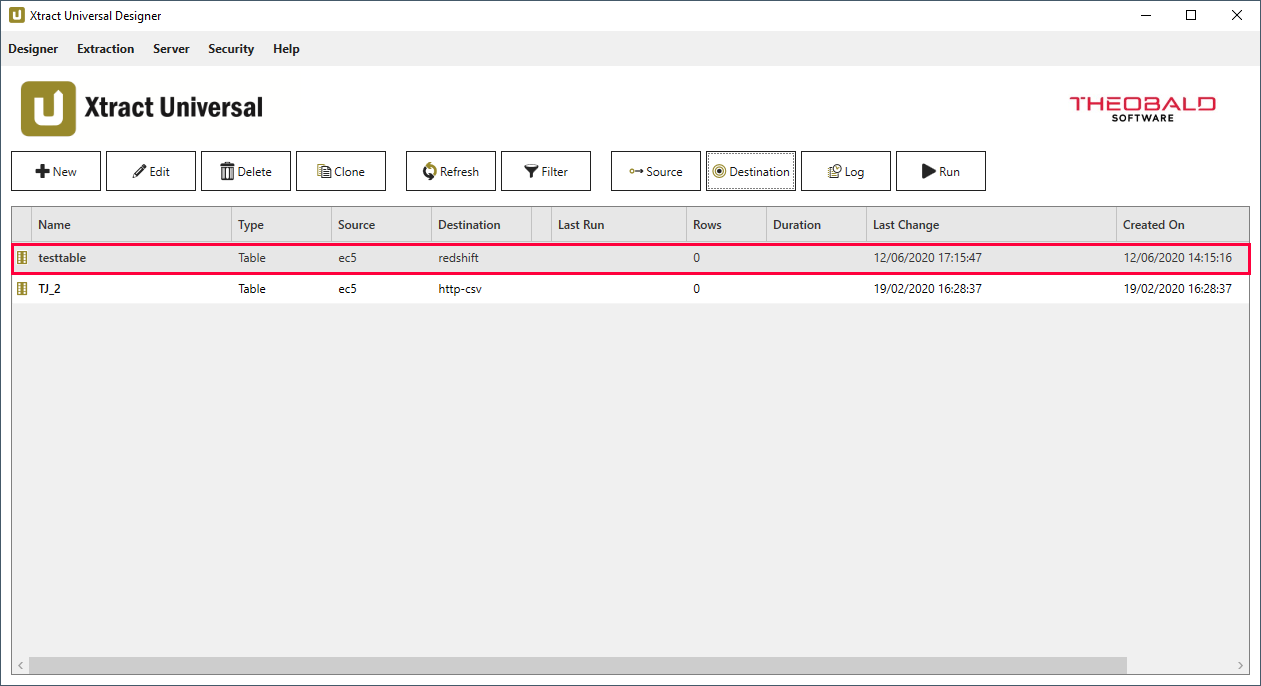 Xtract Universal Designer
Designer Extraction Server Security Help
Xtract Universal
THEOBALD
SOFTWARE
New Edit Delete Clone Refresh Filter Source Destination Log Run
Name Type Source Destination Last Run Rows Duration Last Change Created On
testtable Table ec5 redshift 0 12/06/2020 17:15:47 12/06/2020 14:15:16
TJ_2 Table ec5 http-csv 0 19/02/2020 16:28:37 19/02/2020 16:28:37